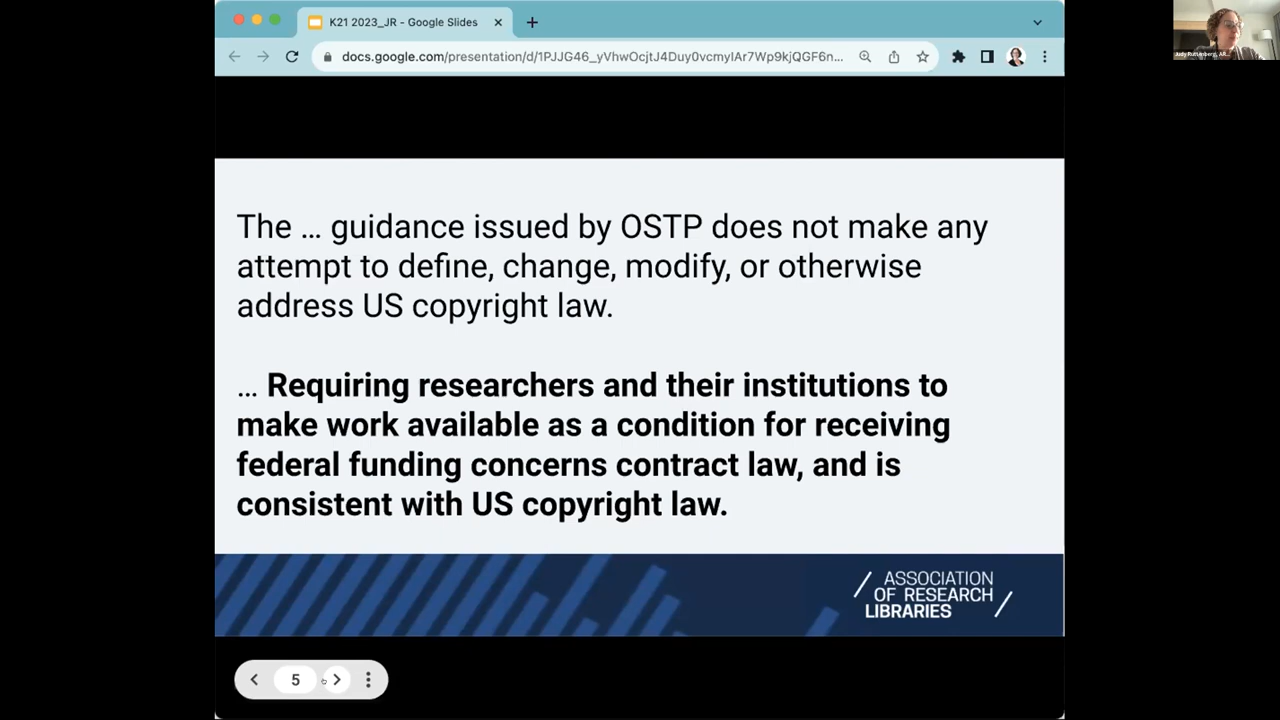 K21 2023_JR - Google Slides
docs.google.com/presentation/d/1PJJG46_yVhwOcjtJ4Duy0vcmyIAr7Wp9kjQGF6n...
Judy Ruttenberg, AR...
The ... guidance issued by OSTP does not make any
attempt to define, change, modify, or otherwise
address US copyright law.
... Requiring researchers and their institutions to
make work available as a condition for receiving
federal funding concerns contract law, and is
consistent with US copyright law.
ASSOCIATION
OF RESEARCH
LIBRARIES
5